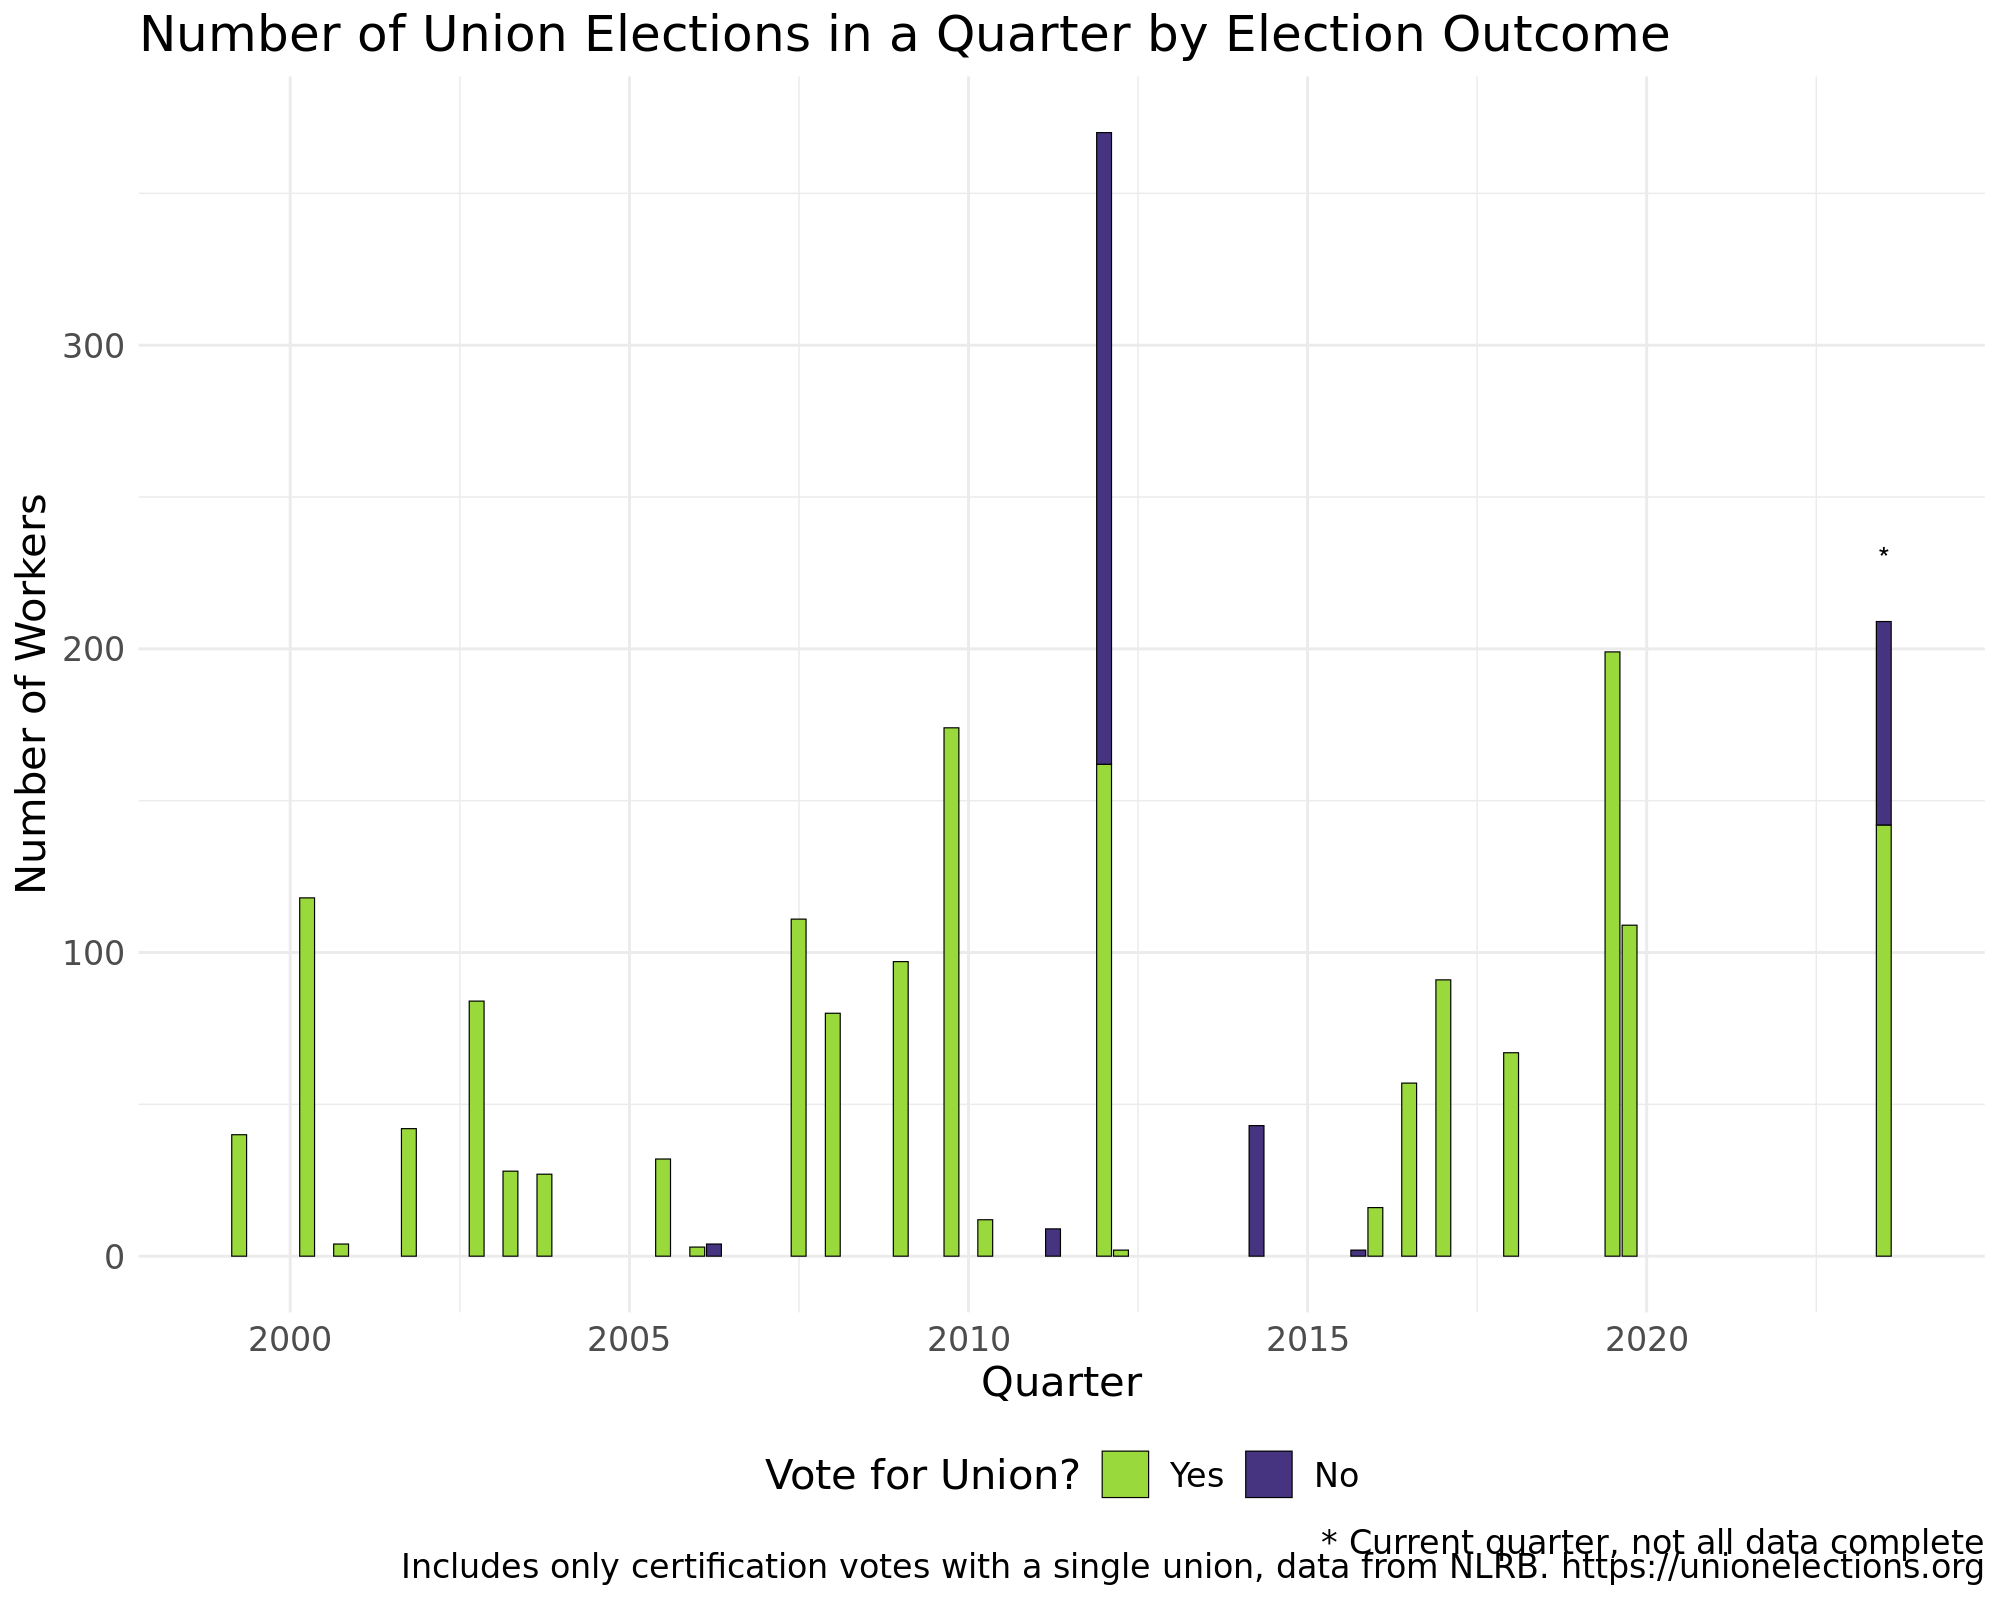 Number of Union Elections in a Quarter by Election Outcome
Number of Workers
300
200
100
0
*
2000 2005 2010 2015 2020
Quarter
Vote for Union? Yes No
* Current quarter, not all data complete
Includes only certification votes with a single union, data from NLRB. https://unionelections.org